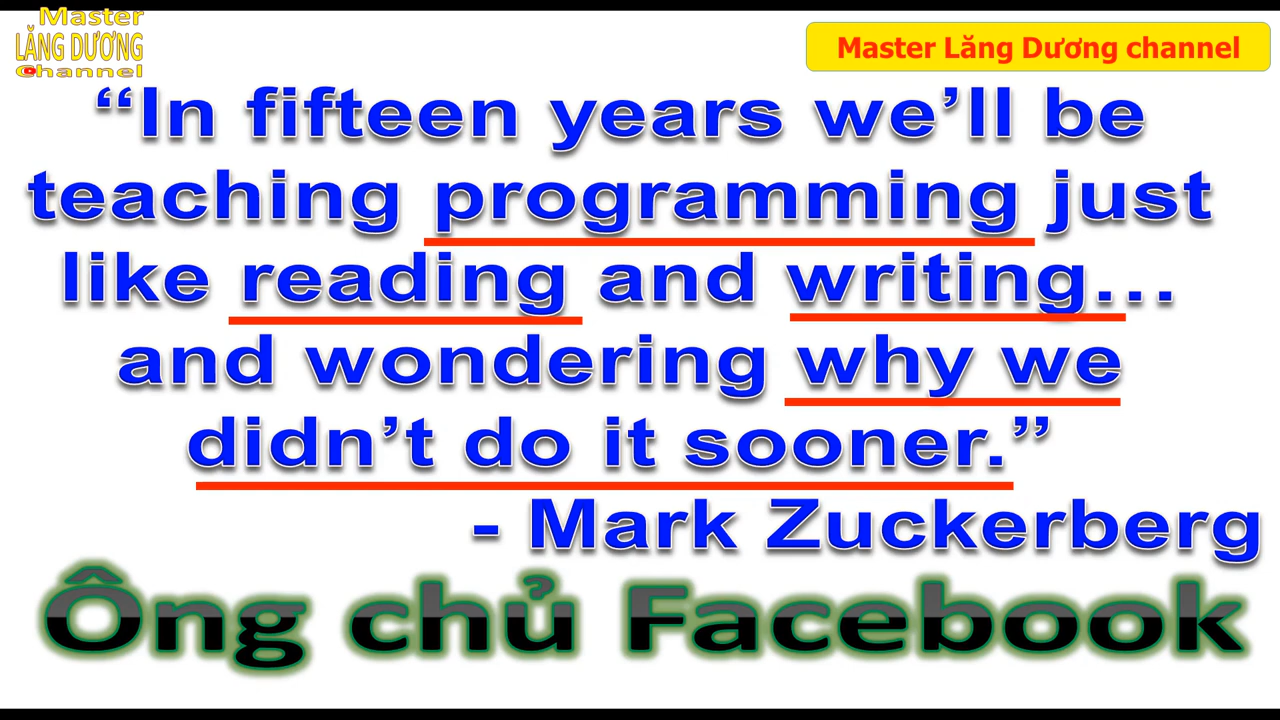 Master
LĂNG DƯƠNG
Channel
Master Lăng Dương channel
“In fifteen years we’ll be
teaching programming just
like reading and writing...
and wondering why we
didn’t do it sooner.”
- Mark Zuckerberg
Ông chủ Facebook